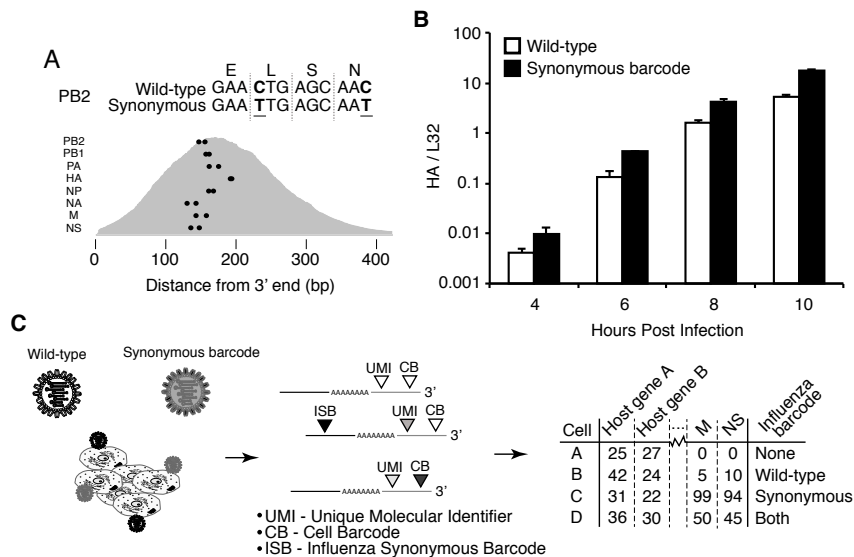 A
E L S N
PB2
Wild-type GAA CTG AGC AAC
Synonymous GAA TTG AGC AAT
PB2
PB1
PA
HA
NP
NA
M
NS
0 100 200 300 400
Distance from 3' end (bp)
B
Wild-type
Synonymous barcode
HA / L32
100
10
1
0.1
0.01
0.001
4 6 8 10
Hours Post Infection
C
Wild-type
Synonymous barcode
UMI CB
AAAAAAAA 3'
ISB UMI CB
AAAAAAAA 3'
UMI CB
AAAAAAAA 3'
•UMI - Unique Molecular Identifier
•CB - Cell Barcode
•ISB - Influenza Synonymous Barcode
Cell Host gene A Host gene B ... M NS Influenza barcode
A 25 27 0 0 None
B 42 24 5 10 Wild-type
C 31 22 99 94 Synonymous
D 36 30 50 45 Both